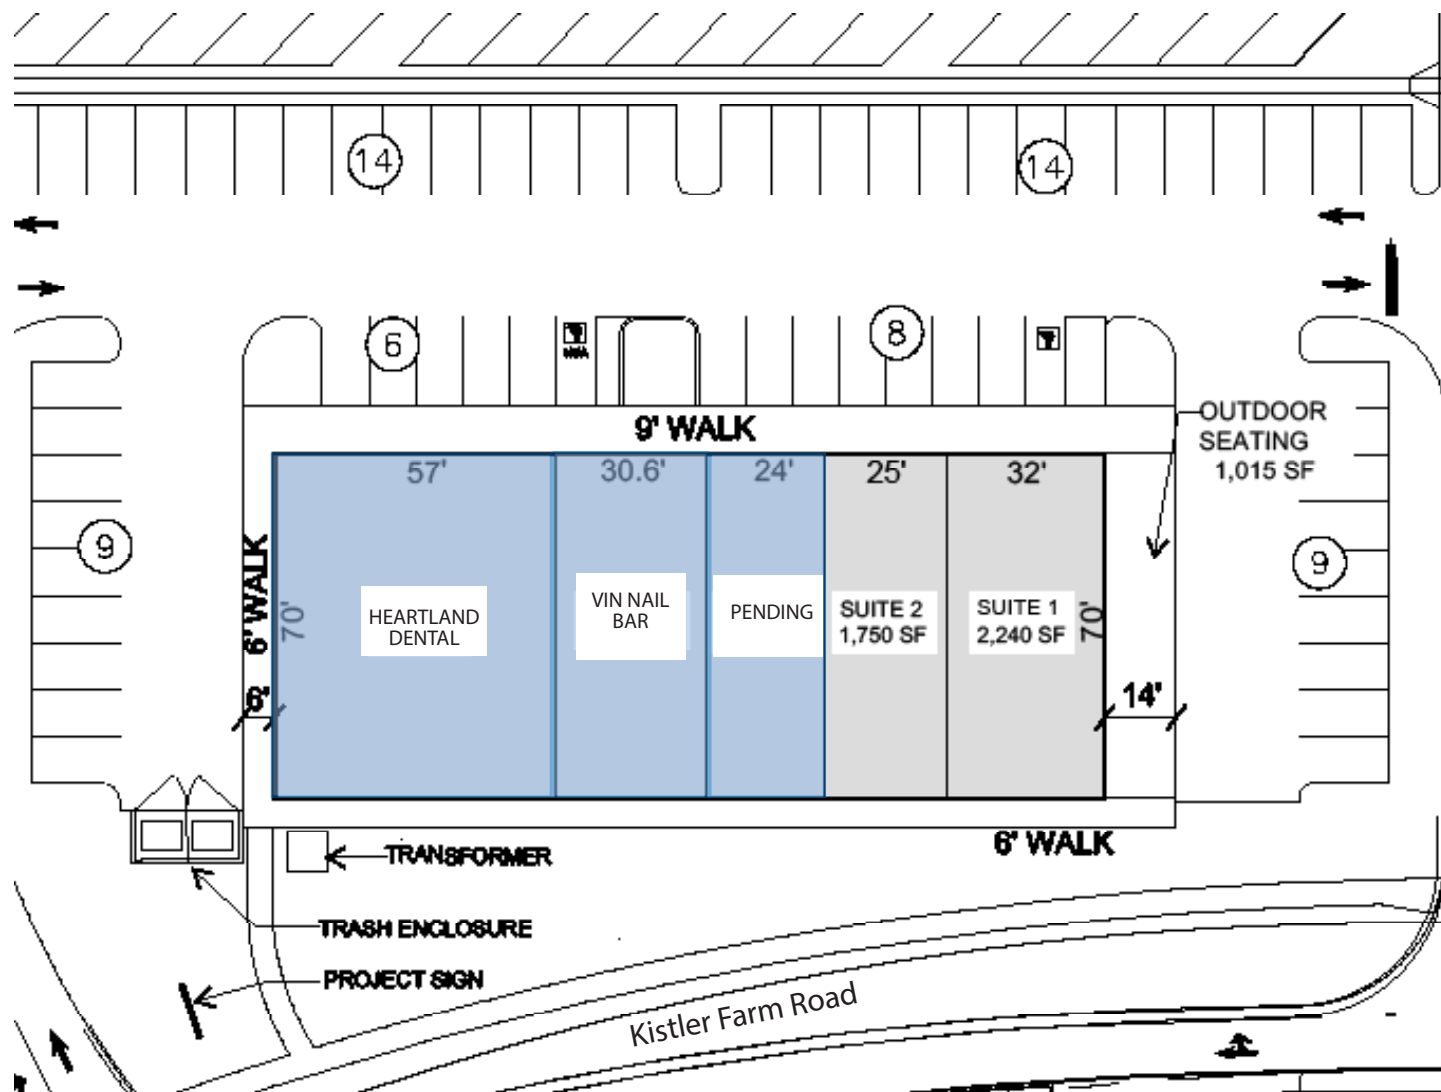 14
14
6
8
9' WALK
OUTDOOR
SEATING
1,015 SF
57'
30.6'
24'
25'
32'
9
9
6' WALK
70'
HEARTLAND
DENTAL
VIN NAIL
BAR
PENDING
SUITE 2
1,750 SF
SUITE 1
2,240 SF
70'
6'
14'
6' WALK
TRANSFORMER
TRASH ENCLOSURE
PROJECT SIGN
Kistler Farm Road